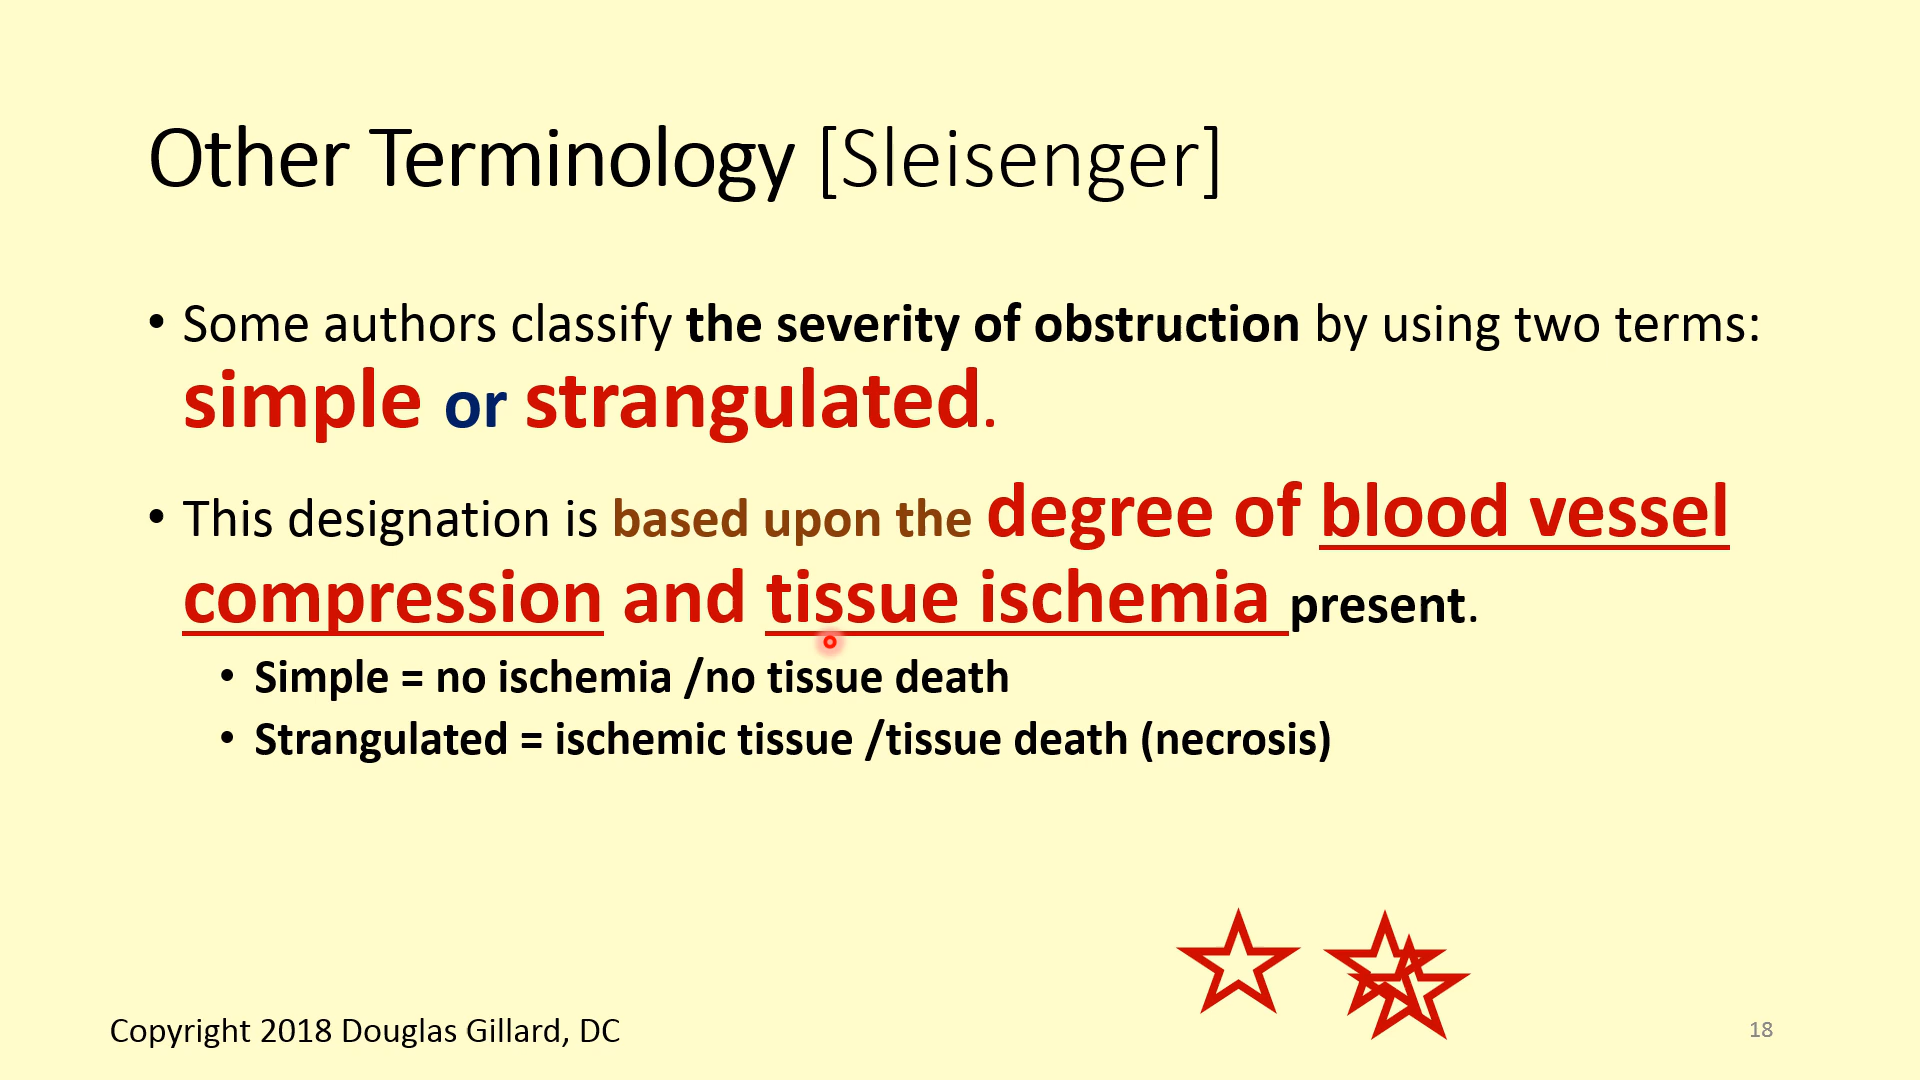 Other Terminology [Sleisenger]
• Some authors classify the severity of obstruction by using two terms:
simple or strangulated.
• This designation is based upon the degree of blood vessel
compression and tissue ischemia present.
• Simple = no ischemia /no tissue death
• Strangulated = ischemic tissue /tissue death (necrosis)
Copyright 2018 Douglas Gillard, DC
18